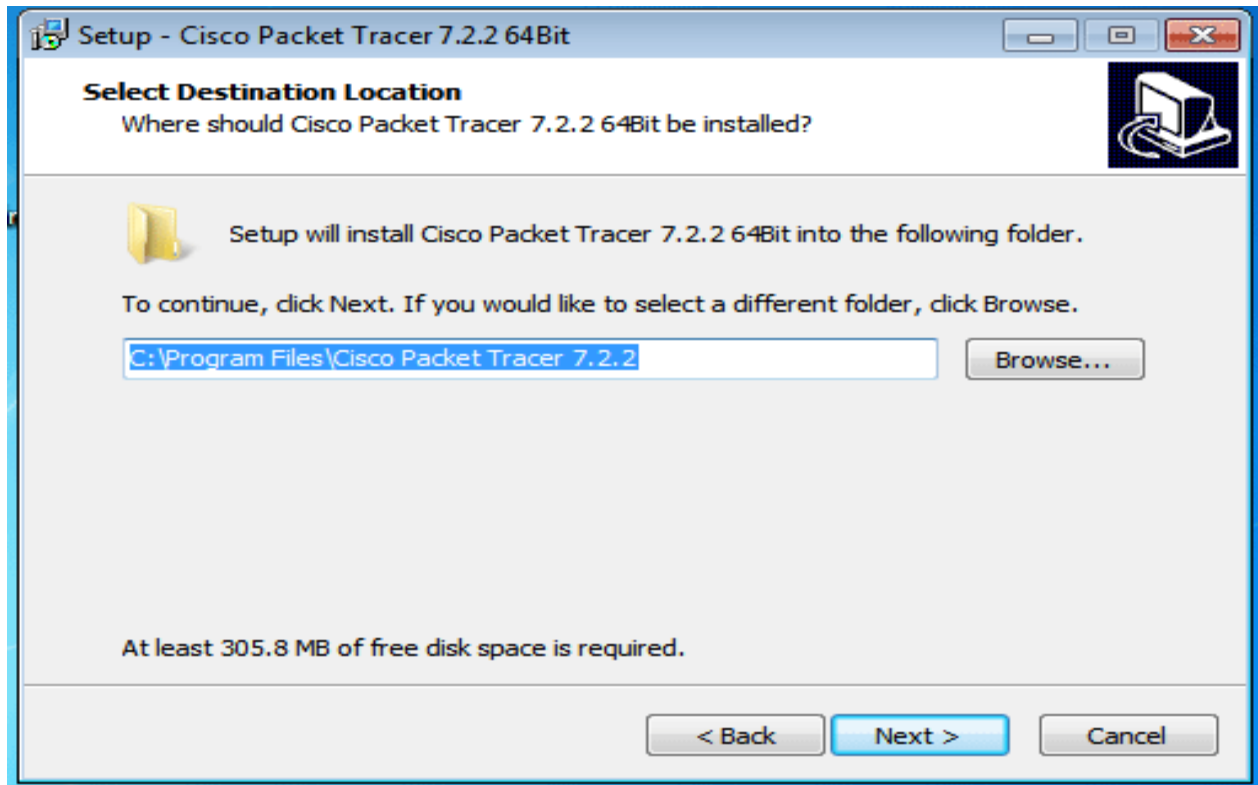 Setup - Cisco Packet Tracer 7.2.2 64Bit
Select Destination Location
Where should Cisco Packet Tracer 7.2.2 64Bit be installed?
Setup will install Cisco Packet Tracer 7.2.2 64Bit into the following folder.
To continue, click Next. If you would like to select a different folder, click Browse.
C:\Program Files\Cisco Packet Tracer 7.2.2
Browse...
At least 305.8 MB of free disk space is required.
< Back
Next >
Cancel